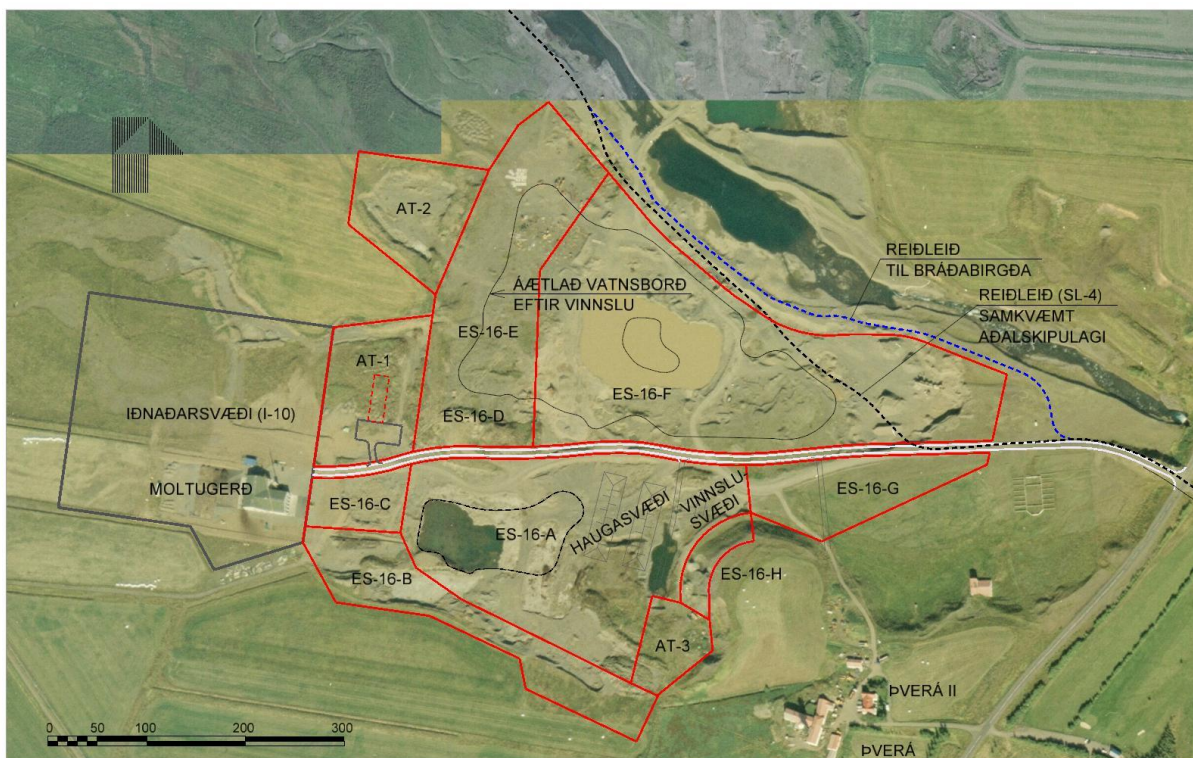 AT-2
REIÐLEIÐ
TIL BRÁÐABIRGÐA
ÁÆTLAÐ VATNSBORÐ
EFTIR VINNSLU
REIÐLEIÐ (SL-4)
SAMKVÆMT
AÐALSKIPULAGI
ES-16-E
AT-1
ES-16-F
IÐNAÐARSVÆÐI (I-10)
ES-16-D
MOLTUGERÐ
ES-16-C
ES-16-A
HAUGASVÆÐI
VINNSLU-
SVÆÐI
ES-16-G
ES-16-B
ES-16-H
AT-3
ÞVERÁ II
ÞVERÁ
0 50 100 200 300